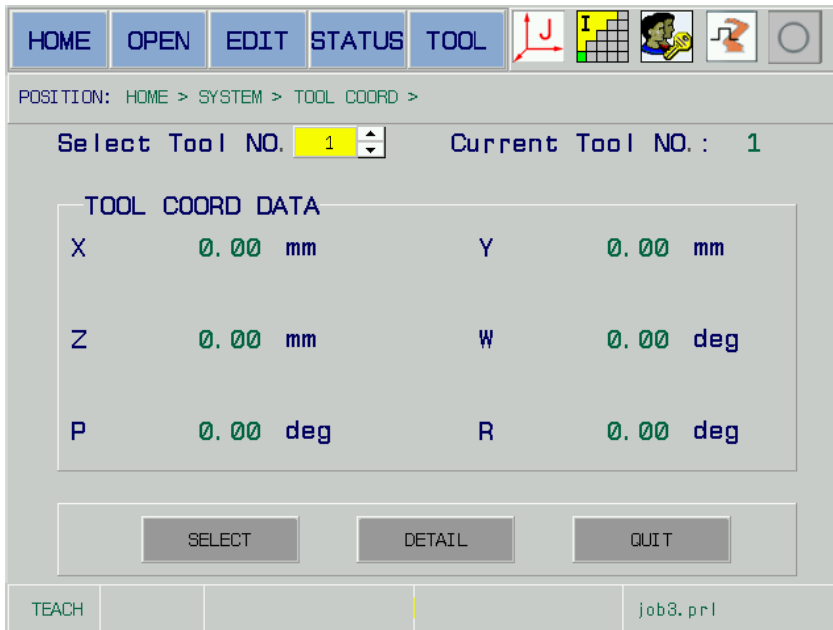 HOME OPEN EDIT STATUS TOOL J I
POSITION: HOME > SYSTEM > TOOL COORD >
Select Tool NO. 1 Current Tool NO.: 1
TOOL COORD DATA
X 0.00 mm Y 0.00 mm
Z 0.00 mm W 0.00 deg
P 0.00 deg R 0.00 deg
SELECT DETAIL QUIT
TEACH job3.prl